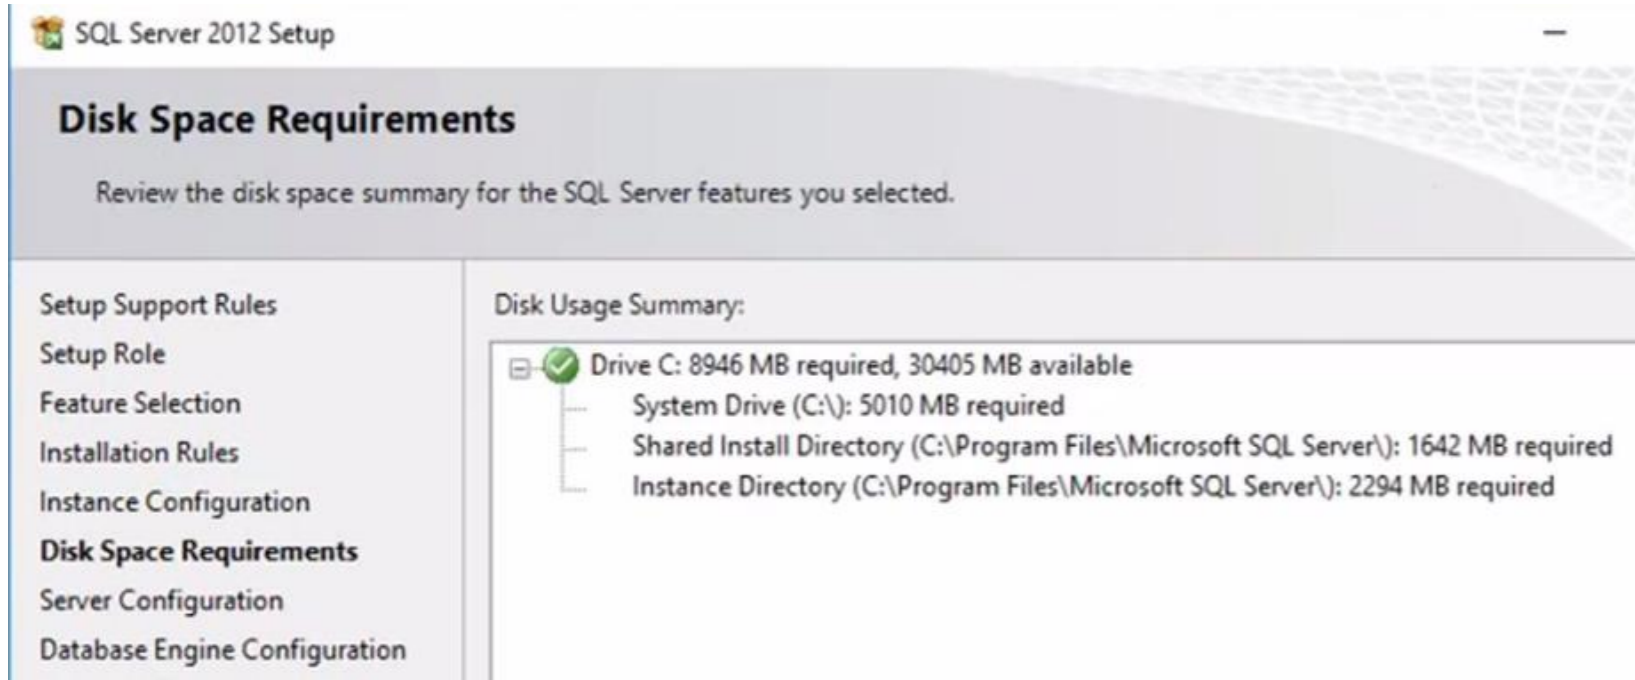 SQL Server 2012 Setup
Disk Space Requirements
Review the disk space summary for the SQL Server features you selected.
Setup Support Rules
Setup Role
Feature Selection
Installation Rules
Instance Configuration
Disk Space Requirements
Server Configuration
Database Engine Configuration
Disk Usage Summary:
Drive C: 8946 MB required, 30405 MB available
System Drive (C:\): 5010 MB required
Shared Install Directory (C:\Program Files\Microsoft SQL Server\): 1642 MB required
Instance Directory (C:\Program Files\Microsoft SQL Server\): 2294 MB required